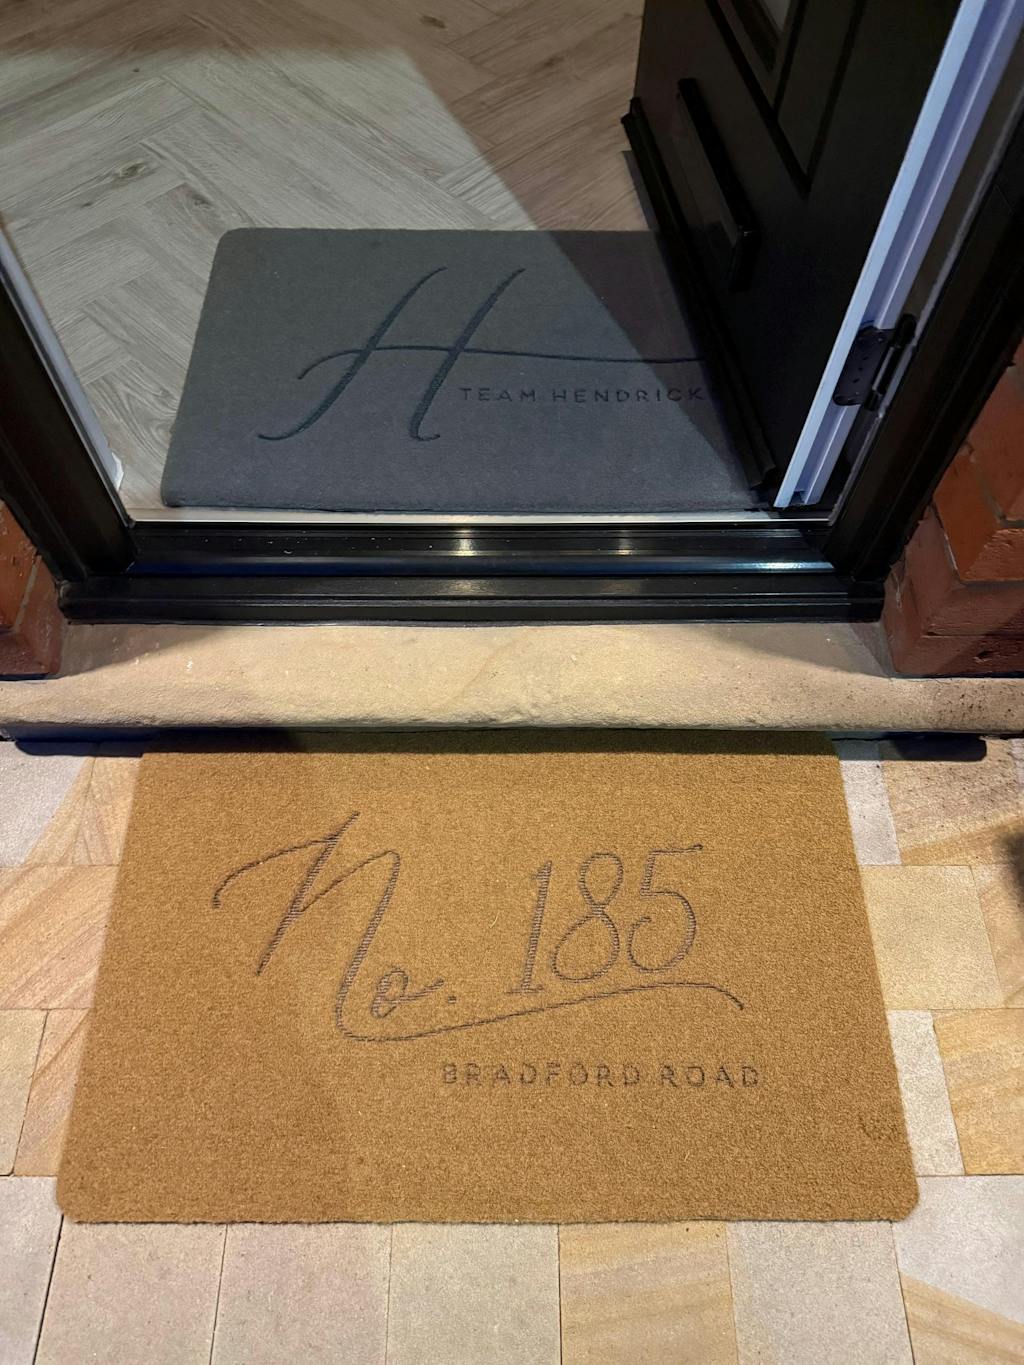 H
TEAM HENDRICK
No. 185
BRADFORD ROAD